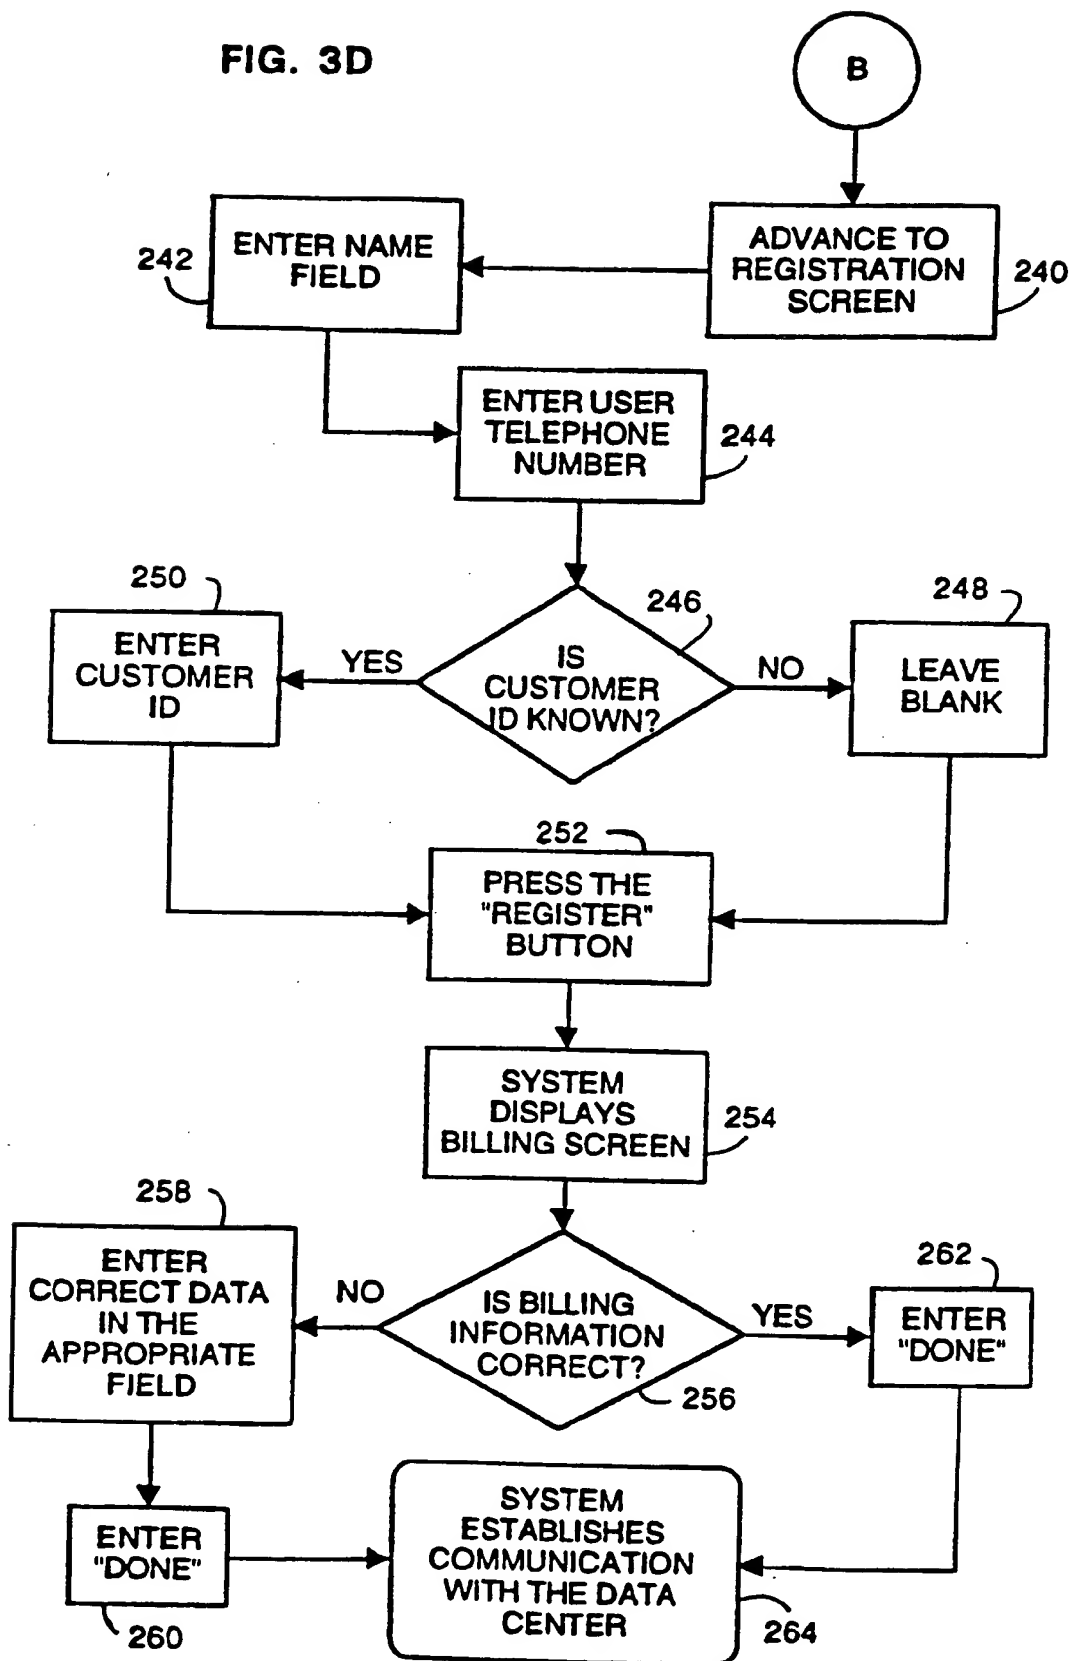 FIG. 3D
B
ADVANCE TO
REGISTRATION
SCREEN
240
ENTER NAME
FIELD
242
ENTER USER
TELEPHONE
NUMBER
244
IS
CUSTOMER
ID KNOWN?
246
YES
NO
250
ENTER
CUSTOMER
ID
248
LEAVE
BLANK
252
PRESS THE
"REGISTER"
BUTTON
SYSTEM
DISPLAYS
BILLING SCREEN
254
IS BILLING
INFORMATION
CORRECT?
256
NO
YES
258
ENTER
CORRECT DATA
IN THE
APPROPRIATE
FIELD
262
ENTER
"DONE"
ENTER
"DONE"
260
SYSTEM
ESTABLISHES
COMMUNICATION
WITH THE DATA
CENTER
264